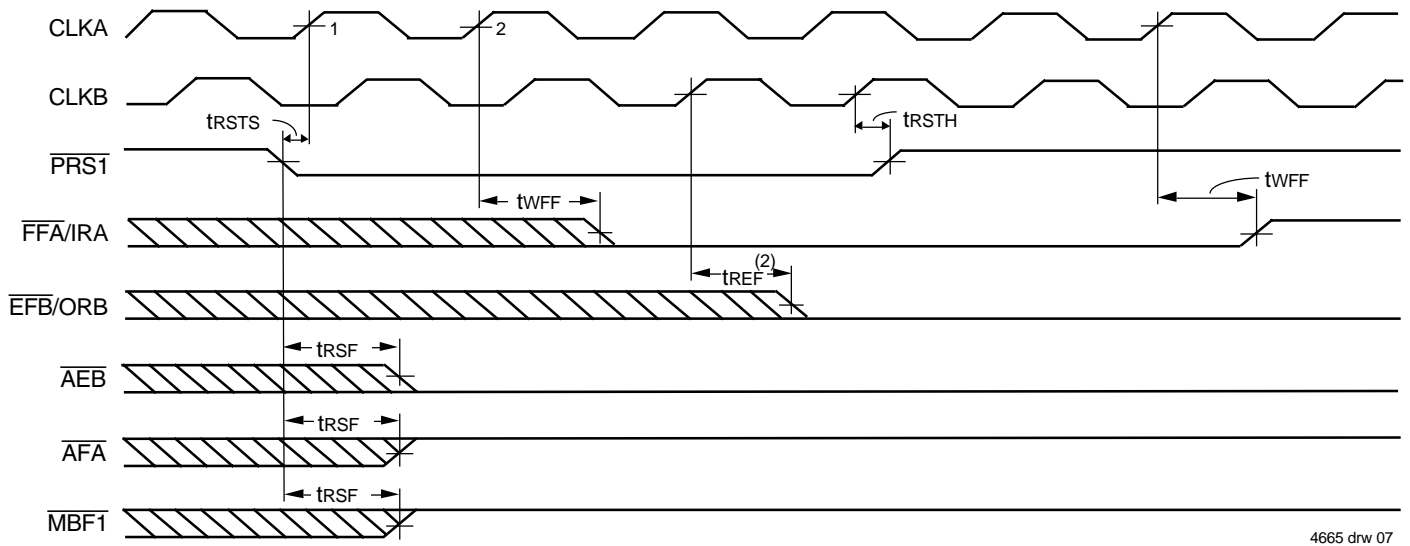 CLKA
1
2
CLKB
tRSTS
tRSTH
PRS1
tWFF
tWFF
FFA/IRA
tREF(2)
EFB/ORB
tRSF
AEB
tRSF
AFA
tRSF
MBF1
4665 drw 07